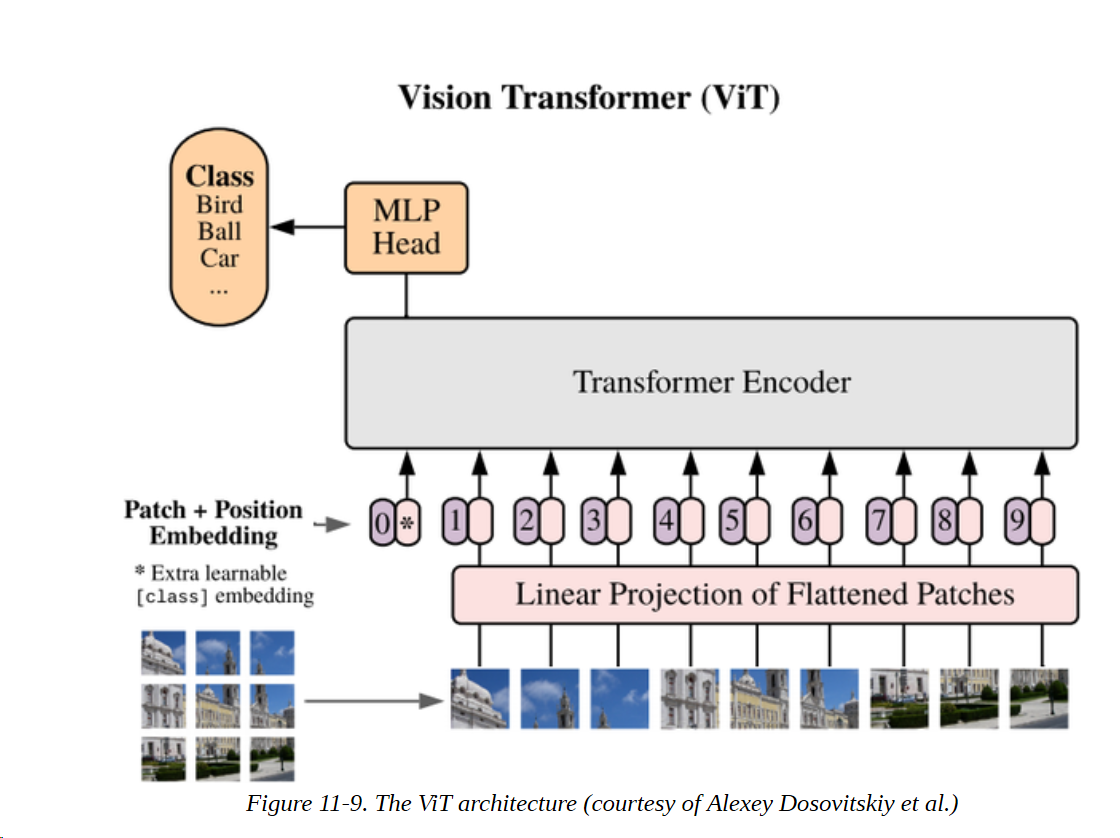 Vision Transformer (ViT)
Class
Bird
Ball
Car
...
MLP
Head
Transformer Encoder
Patch + Position
Embedding
* Extra learnable
[class] embedding
0 * 1 2 3 4 5 6 7 8 9
Linear Projection of Flattened Patches
Figure 11-9. The ViT architecture (courtesy of Alexey Dosovitskiy et al.)